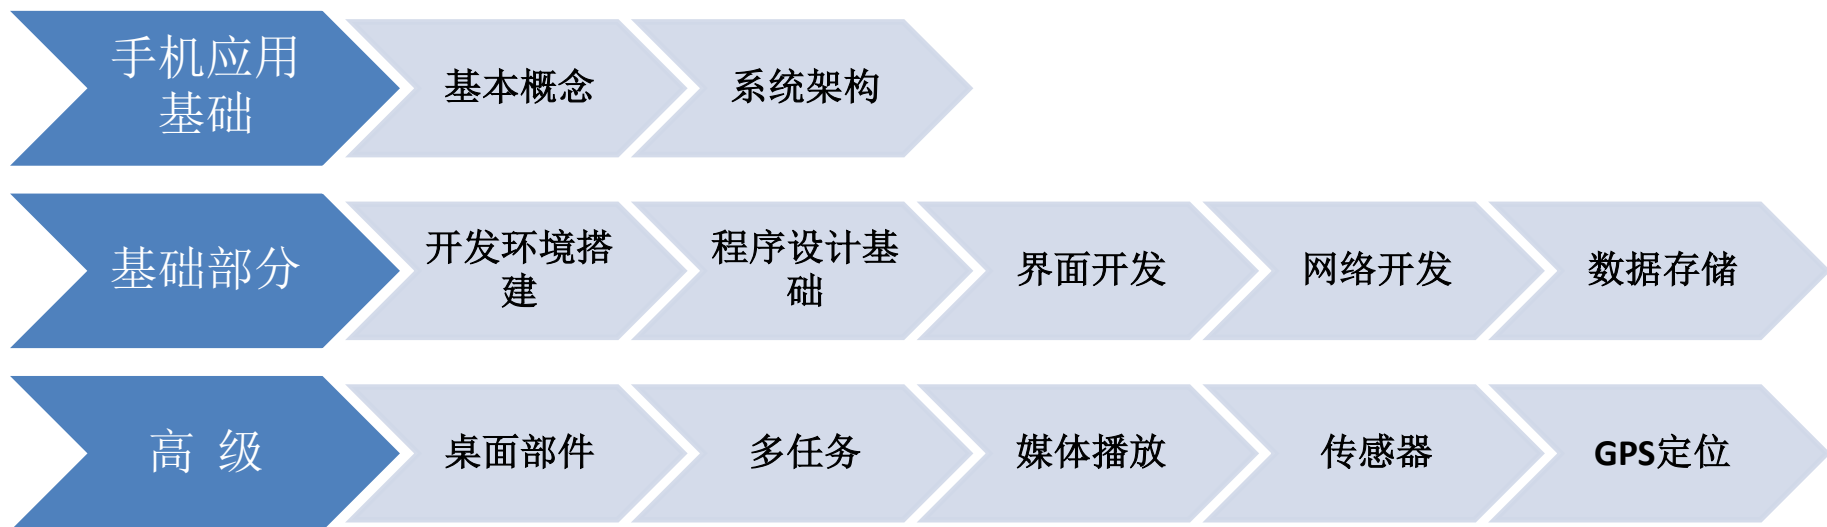 手机应用
基础
基本概念
系统架构
基础部分
开发环境搭
建
程序设计基
础
界面开发
网络开发
数据存储
高 级
桌面部件
多任务
媒体播放
传感器
GPS定位